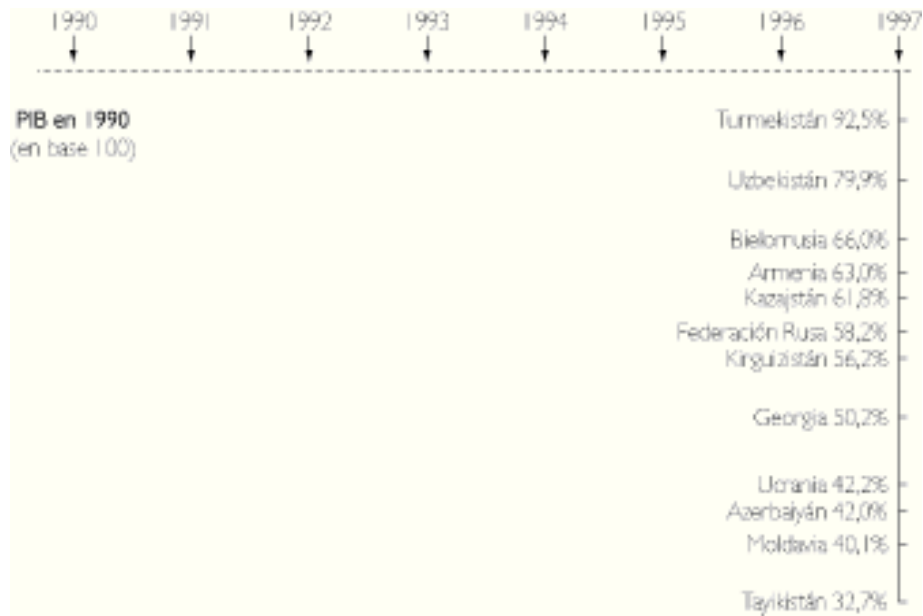 1990 1991 1992 1993 1994 1995 1996 1997
PIB en 1990
(en base 100)
Turmekistán 92,5%
Uzbekistán 79,9%
Bielorrusia 66,0%
Armenia 63,0%
Kazajstán 61,8%
Federación Rusa 58,2%
Kirguizistán 56,2%
Georgia 50,2%
Ucrania 42,2%
Azerbaiyán 42,0%
Moldavia 40,1%
Tayikistán 32,7%